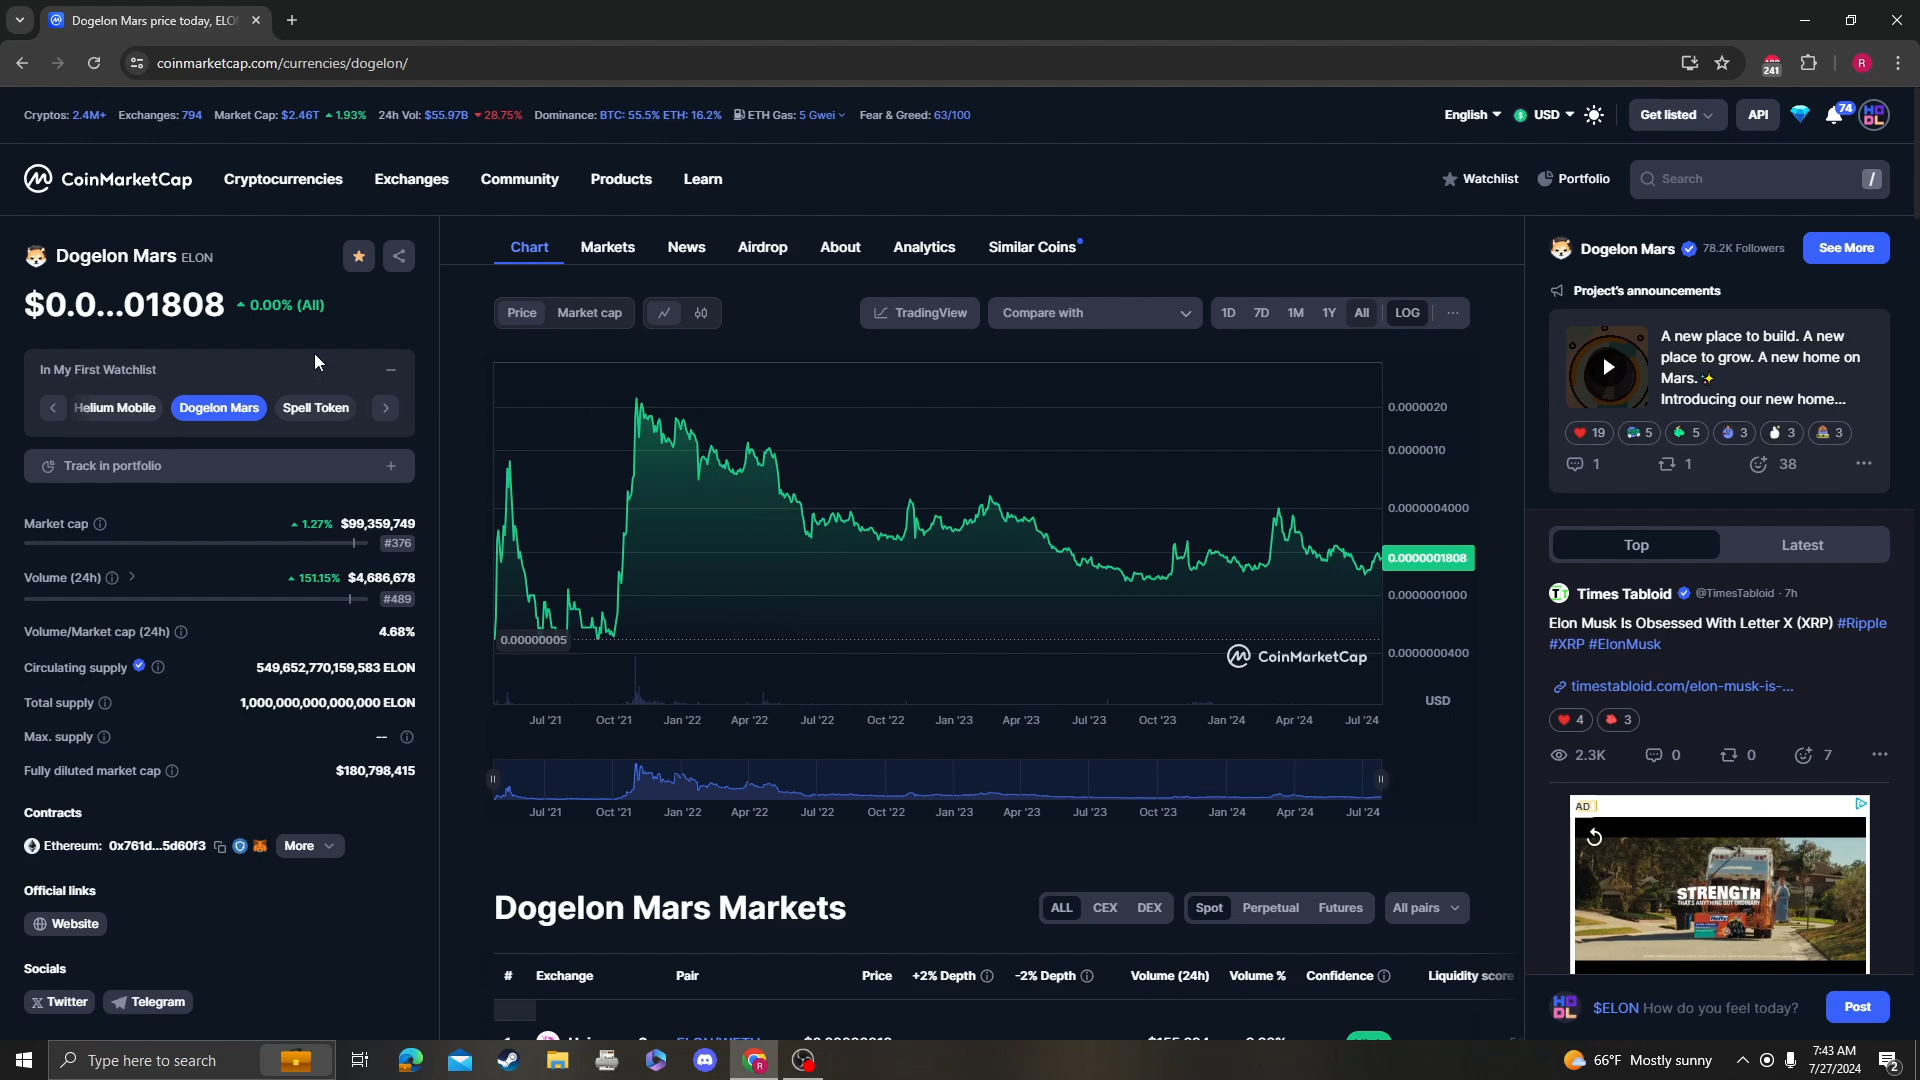 Dogelon Mars price today, ELO
coinmarketcap.com/currencies/dogelon/
241
R
Cryptos: 2.4M+ Exchanges: 794 Market Cap: $2.46T 1.93% 24h Vol: $55.97B 28.75% Dominance: BTC: 55.5% ETH: 16.2% ETH Gas: 5 Gwei Fear & Greed: 63/100
English USD Get listed API 74
CoinMarketCap Cryptocurrencies Exchanges Community Products Learn
Watchlist Portfolio Search /
Dogelon Mars ELON
$0.0...01808 0.00% (All)
In My First Watchlist
Helium Mobile Dogelon Mars Spell Token
Track in portfolio +
Market cap 1.27% $99,359,749
#376
Volume (24h) 151.15% $4,686,678
#489
Volume/Market cap (24h) 4.68%
Circulating supply 549,652,770,159,583 ELON
Total supply 1,000,000,000,000,000 ELON
Max. supply --
Fully diluted market cap $180,798,415
Contracts
Ethereum: 0x761d...5d60f3 More
Official links
Website
Socials
Twitter Telegram
Chart Markets News Airdrop About Analytics Similar Coins
Price Market cap TradingView Compare with 1D 7D 1M 1Y All LOG ...
0.0000020
0.0000010
0.0000004000
0.0000001808
0.0000001000
0.00000005
0.0000000400
CoinMarketCap
USD
Jul '21 Oct '21 Jan '22 Apr '22 Jul '22 Oct '22 Jan '23 Apr '23 Jul '23 Oct '23 Jan '24 Apr '24 Jul '24
Jul '21 Oct '21 Jan '22 Apr '22 Jul '22 Oct '22 Jan '23 Apr '23 Jul '23 Oct '23 Jan '24 Apr '24 Jul '24
Dogelon Mars Markets
ALL CEX DEX Spot Perpetual Futures All pairs
# Exchange Pair Price +2% Depth -2% Depth Volume (24h) Volume % Confidence Liquidity score
Dogelon Mars 78.2K Followers See More
Project's announcements
A new place to build. A new
place to grow. A new home on
Mars.✨
Introducing our new home...
19 5 5 3 3 3
1 1 38
Top Latest
Times Tabloid @TimesTabloid · 7h
Elon Musk Is Obsessed With Letter X (XRP) #Ripple
#XRP #ElonMusk
timestabloid.com/elon-musk-is-...
4 3
2.3K 0 0 7
AD
STRENGTH
THAT'S ANYTHING BUT ORDINARY
Hefty
$ELON How do you feel today? Post
Type here to search
66°F Mostly sunny
7:43 AM
7/27/2024
2